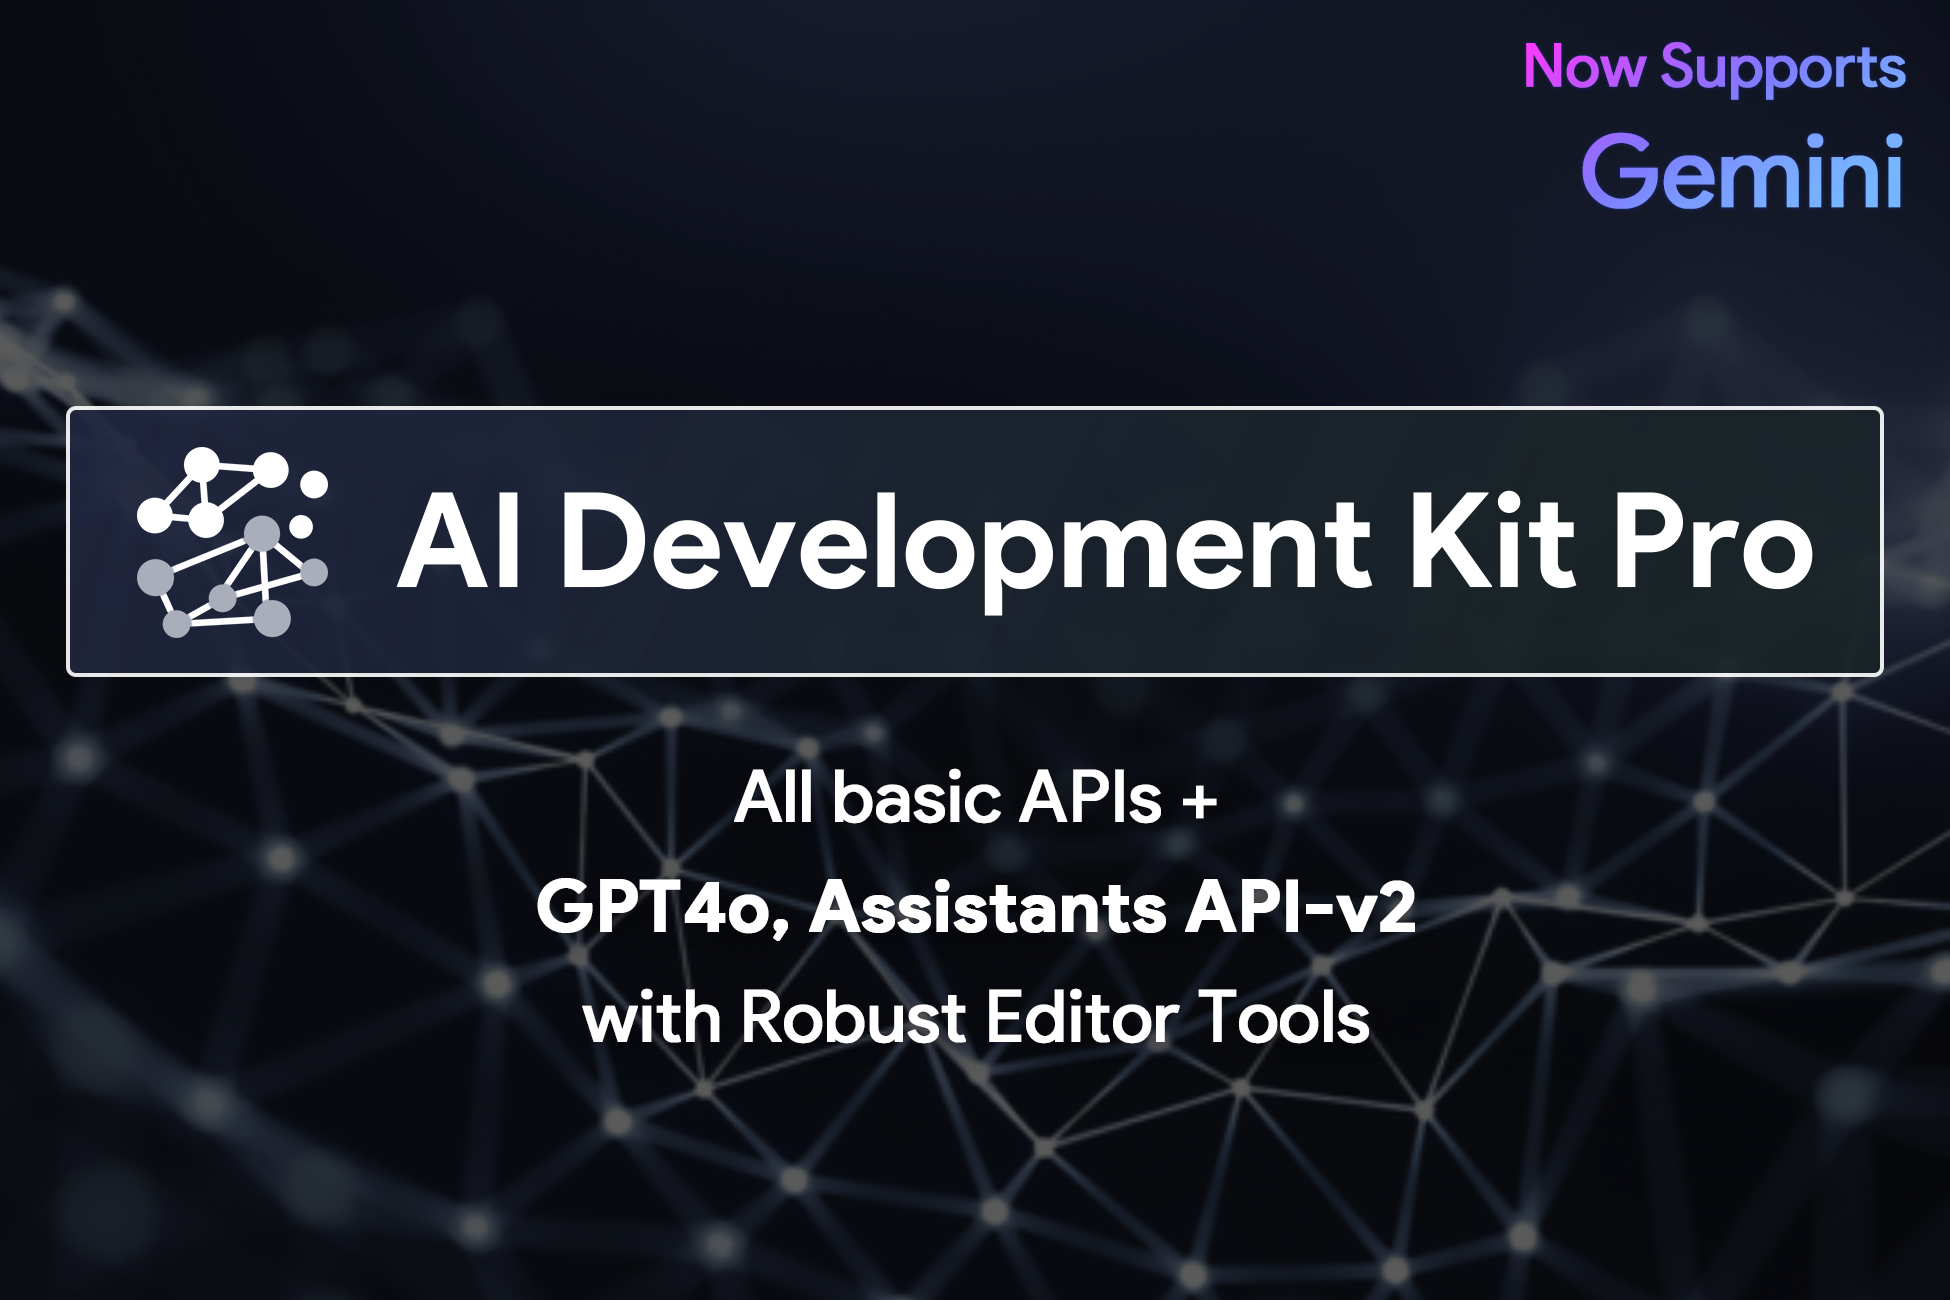 Now Supports
Gemini
AI Development Kit Pro
All basic APIs +
GPT4o, Assistants API-v2
with Robust Editor Tools